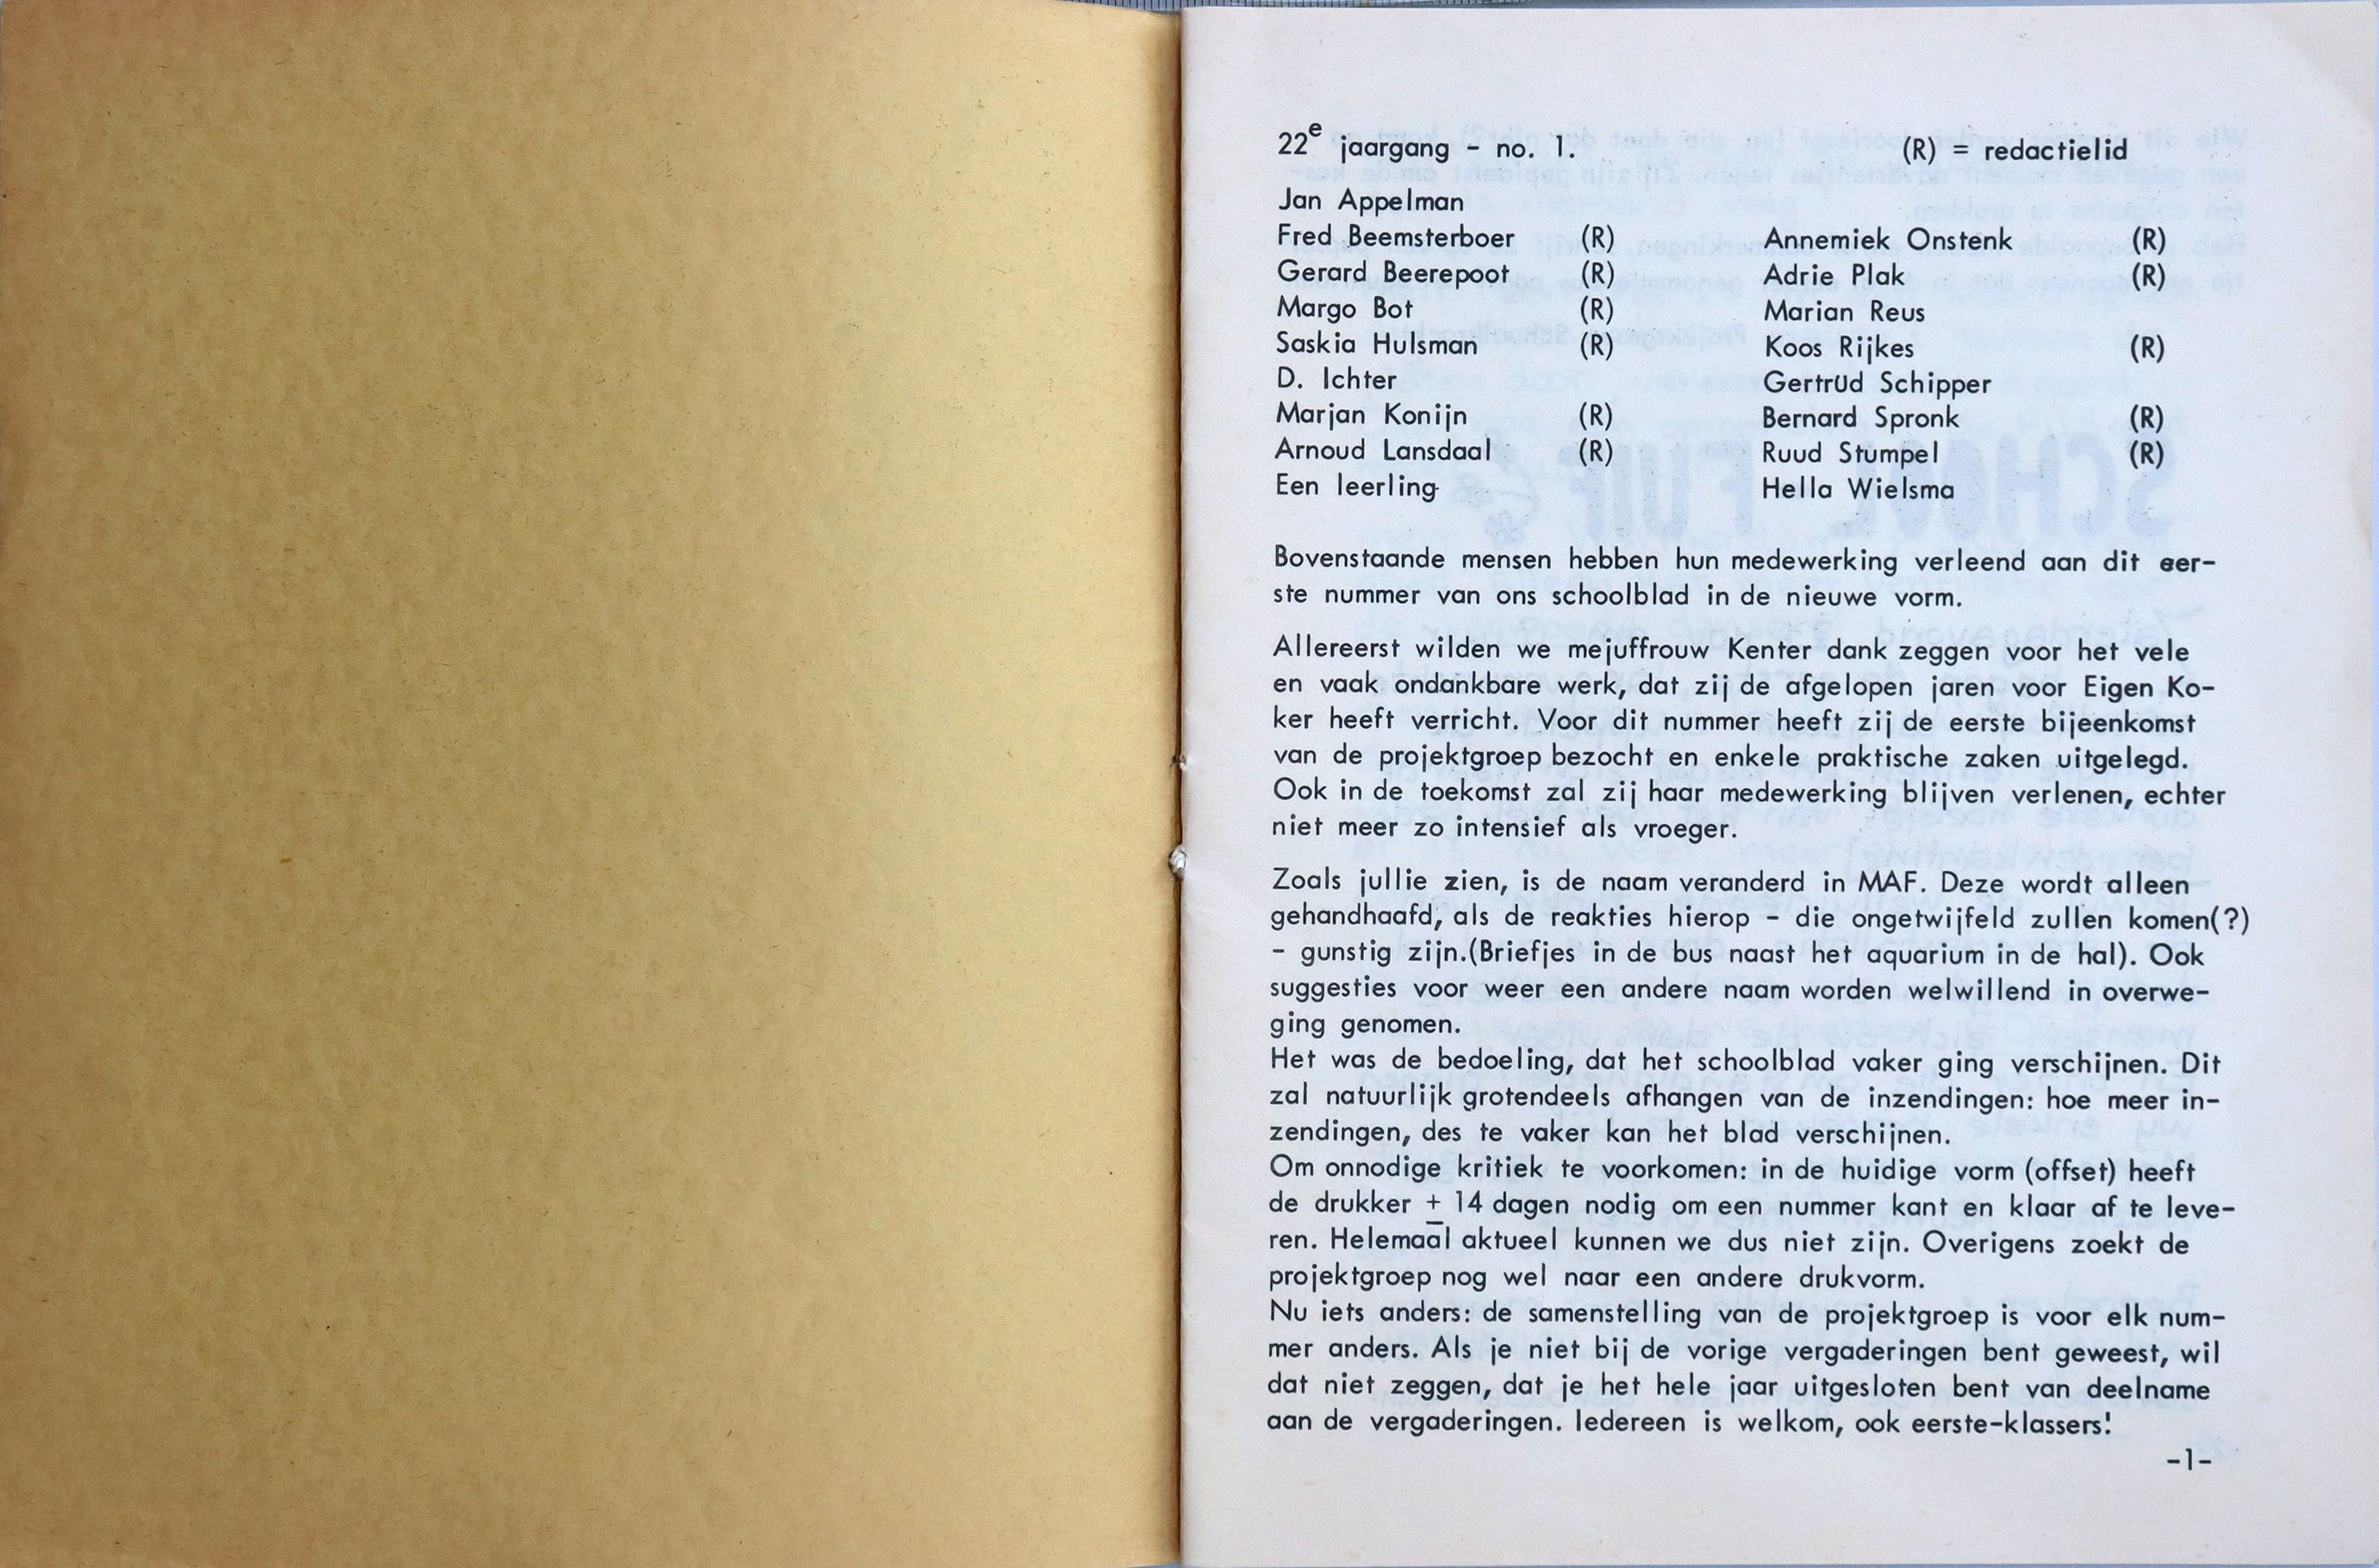 22e jaargang - no. 1. (R) = redactielid
Jan Appelman
Fred Beemsterboer (R) Annemiek Onstenk (R)
Gerard Beerepoot (R) Adrie Plak (R)
Margo Bot (R) Marian Reus
Saskia Hulsman (R) Koos Rijkes (R)
D. Ichter Gertrud Schipper
Marjan Konijn (R) Bernard Spronk (R)
Arnoud Lansdaal (R) Ruud Stumpel (R)
Een leerling Hella Wielsma
Bovenstaande mensen hebben hun medewerking verleend aan dit eer-
ste nummer van ons schoolblad in de nieuwe vorm.
Allereerst wilden we mejuffrouw Kenter dank zeggen voor het vele
en vaak ondankbare werk, dat zij de afgelopen jaren voor Eigen Ko-
ker heeft verricht. Voor dit nummer heeft zij de eerste bijeenkomst
van de projektgroep bezocht en enkele praktische zaken uitgelegd.
Ook in de toekomst zal zij haar medewerking blijven verlenen, echter
niet meer zo intensief als vroeger.
Zoals jullie zien, is de naam veranderd in MAF. Deze wordt alleen
gehandhaafd, als de reakties hierop - die ongetwijfeld zullen komen(?)
- gunstig zijn.(Briefjes in de bus naast het aquarium in de hal). Ook
suggesties voor weer een andere naam worden welwillend in overwe-
ging genomen.
Het was de bedoeling, dat het schoolblad vaker ging verschijnen. Dit
zal natuurlijk grotendeels afhangen van de inzendingen: hoe meer in-
zendingen, des te vaker kan het blad verschijnen.
Om onnodige kritiek te voorkomen: in de huidige vorm (offset) heeft
de drukker ± 14 dagen nodig om een nummer kant en klaar af te leve-
ren. Helemaal aktueel kunnen we dus niet zijn. Overigens zoekt de
projektgroep nog wel naar een andere drukvorm.
Nu iets anders: de samenstelling van de projektgroep is voor elk num-
mer anders. Als je niet bij de vorige vergaderingen bent geweest, wil
dat niet zeggen, dat je het hele jaar uitgesloten bent van deelname
aan de vergaderingen. Iedereen is welkom, ook eerste-klassers!
-1-